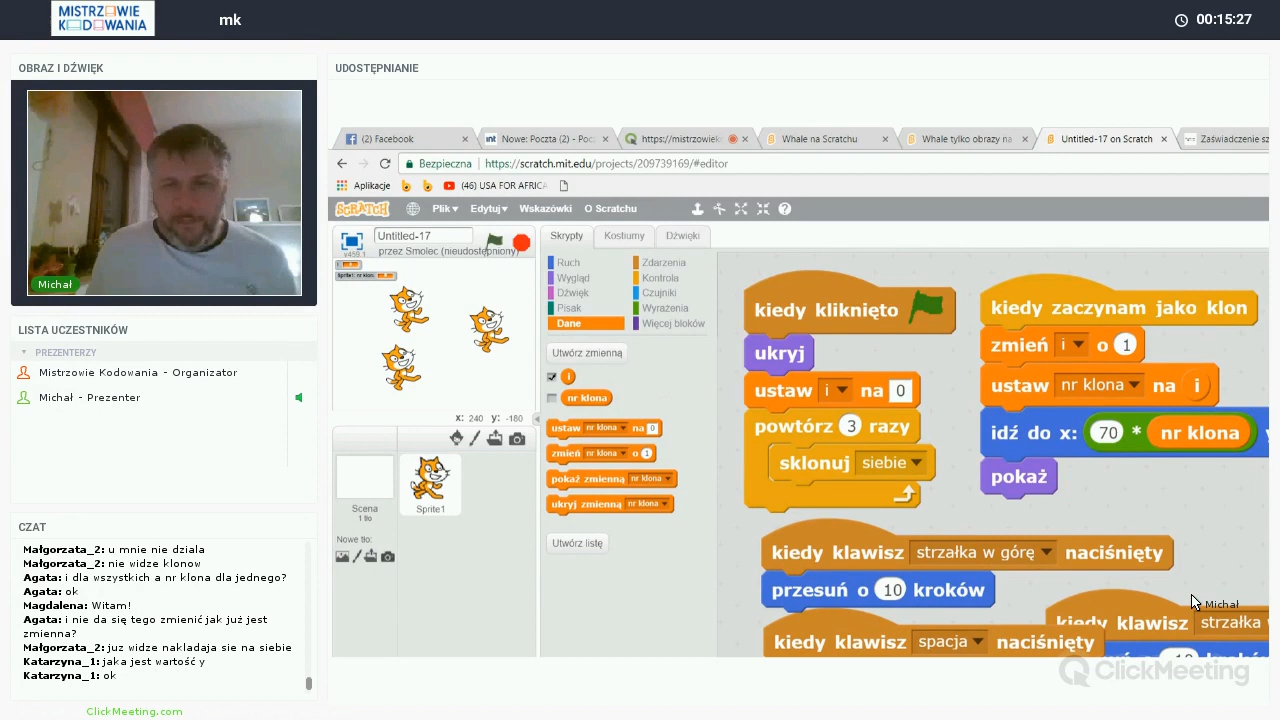 MISTRZOWIE
KODOWANIA
mk
00:15:27
OBRAZ I DŹWIĘK
Michał
LISTA UCZESTNIKÓW
PREZENTERZY
Mistrzowie Kodowania - Organizator
Michał - Prezenter
CZAT
Małgorzata_2: u mnie nie dziala
Małgorzata_2: nie widze klonow
Agata: i dla wszystkich a nr klona dla jednego?
Agata: ok
Magdalena: Witam!
Agata: i nie da się tego zmienić jak już jest
zmienna?
Małgorzata_2: juz widze nakladaja sie na siebie
Katarzyna_1: jaka jest wartość y
Katarzyna_1: ok
ClickMeeting.com
UDOSTĘPNIANIE
(2) Facebook
Nowe: Poczta (2) - Pocz
https://mistrzowiek
Whale na Scratchu
Whale tylko obrazy na
Untitled-17 on Scratch
Zaświadczenie sz
Bezpieczna
https://scratch.mit.edu/projects/209739169/#editor
Aplikacje
(46) USA FOR AFRICA
SCRATCH
Plik
Edytuj
Wskazówki
O Scratchu
Untitled-17
przez Smolec (nieudostępniony)
v459.1
Sprite1: nr klona
x: 240 y: -180
Scena
1 tło
Sprite1
Nowe tło:
Skrypty
Kostiumy
Dźwięki
Ruch
Zdarzenia
Wygląd
Kontrola
Dźwięk
Czujniki
Pisak
Wyrażenia
Dane
Więcej bloków
Utwórz zmienną
i
nr klona
ustaw nr klona na 0
zmień nr klona o 1
pokaż zmienną nr klona
ukryj zmienną nr klona
Utwórz listę
kiedy kliknięto
ukryj
ustaw i na 0
powtórz 3 razy
sklonuj siebie
kiedy zaczynam jako klon
zmień i o 1
ustaw nr klona na i
idź do x: 70 * nr klona y
pokaż
kiedy klawisz strzałka w górę naciśnięty
przesuń o 10 kroków
kiedy klawisz spacja naciśnięty
kiedy klawisz strzałka w
Michał
ClickMeeting